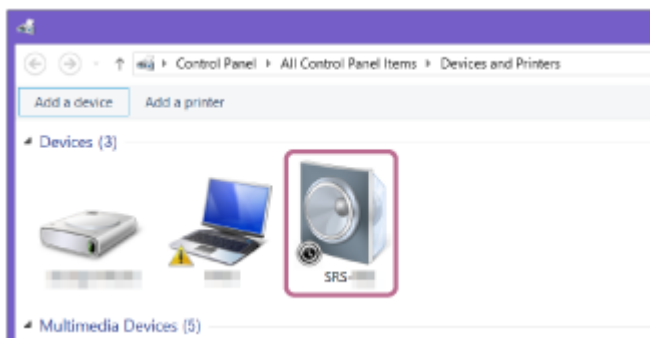 Control Panel ▸ All Control Panel Items ▸ Devices and Printers
Add a device Add a printer
Devices (3)
SRS-
Multimedia Devices (5)